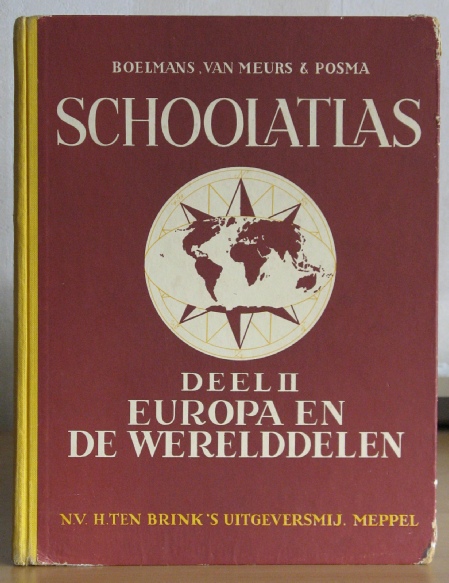 BOELMANS, VAN MEURS & POSMA
SCHOOLATLAS
DEEL II
EUROPA EN
DE WERELDDELEN
N.V. H. TEN BRINK'S UITGEVERSMIJ. MEPPEL